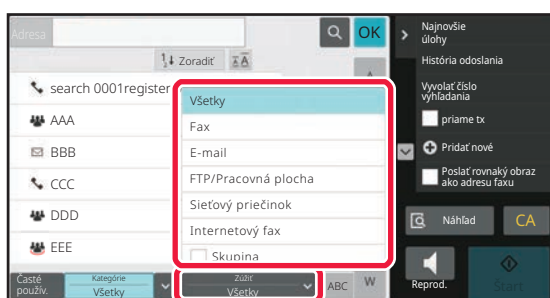 Adresa
OK
Zoradiť
search 0001register
AAA
BBB
CCC
DDD
EEE
Všetky
Fax
E-mail
FTP/Pracovná plocha
Sieťový priečinok
Internetový fax
Skupina
Časté
použív.
Kategórie
Všetky
Zúžiť
Všetky
ABC
W
Najnovšie
úlohy
História odoslania
Vyvolať číslo
vyhľadania
priame tx
Pridať nové
Poslať rovnaký obraz
ako adresu faxu
Náhľad
CA
Reprod.
Štart